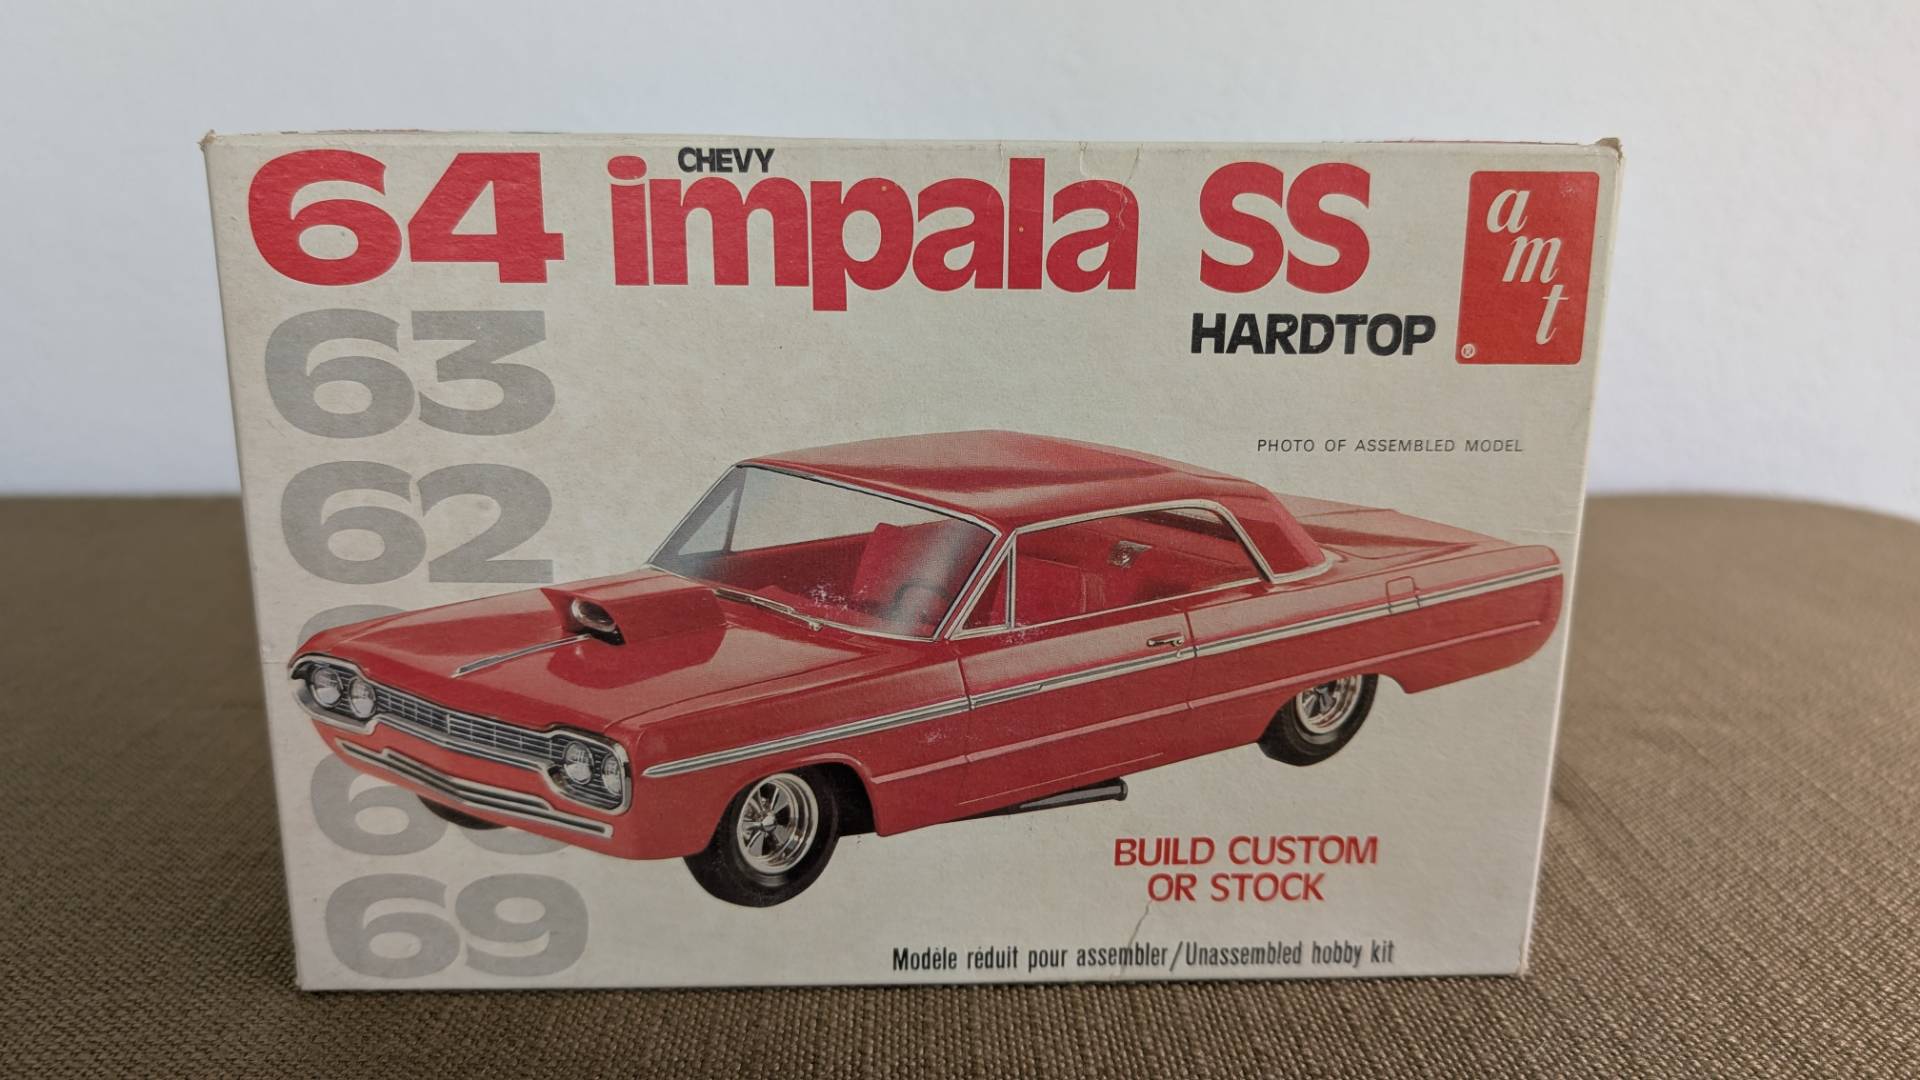 CHEVY
64 impala SS
amt
HARDTOP
63
PHOTO OF ASSEMBLED MODEL
62
BUILD CUSTOM
OR STOCK
69
Modèle réduit pour assembler/Unassembled hobby kit